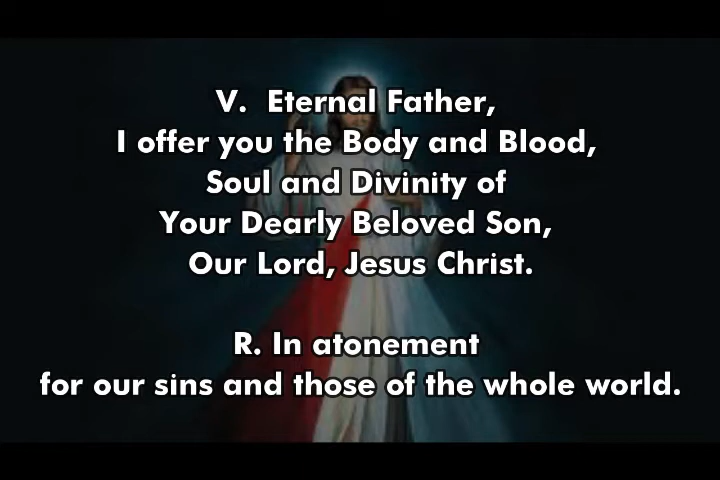 V. Eternal Father,
I offer you the Body and Blood,
Soul and Divinity of
Your Dearly Beloved Son,
Our Lord, Jesus Christ.
R. In atonement
for our sins and those of the whole world.